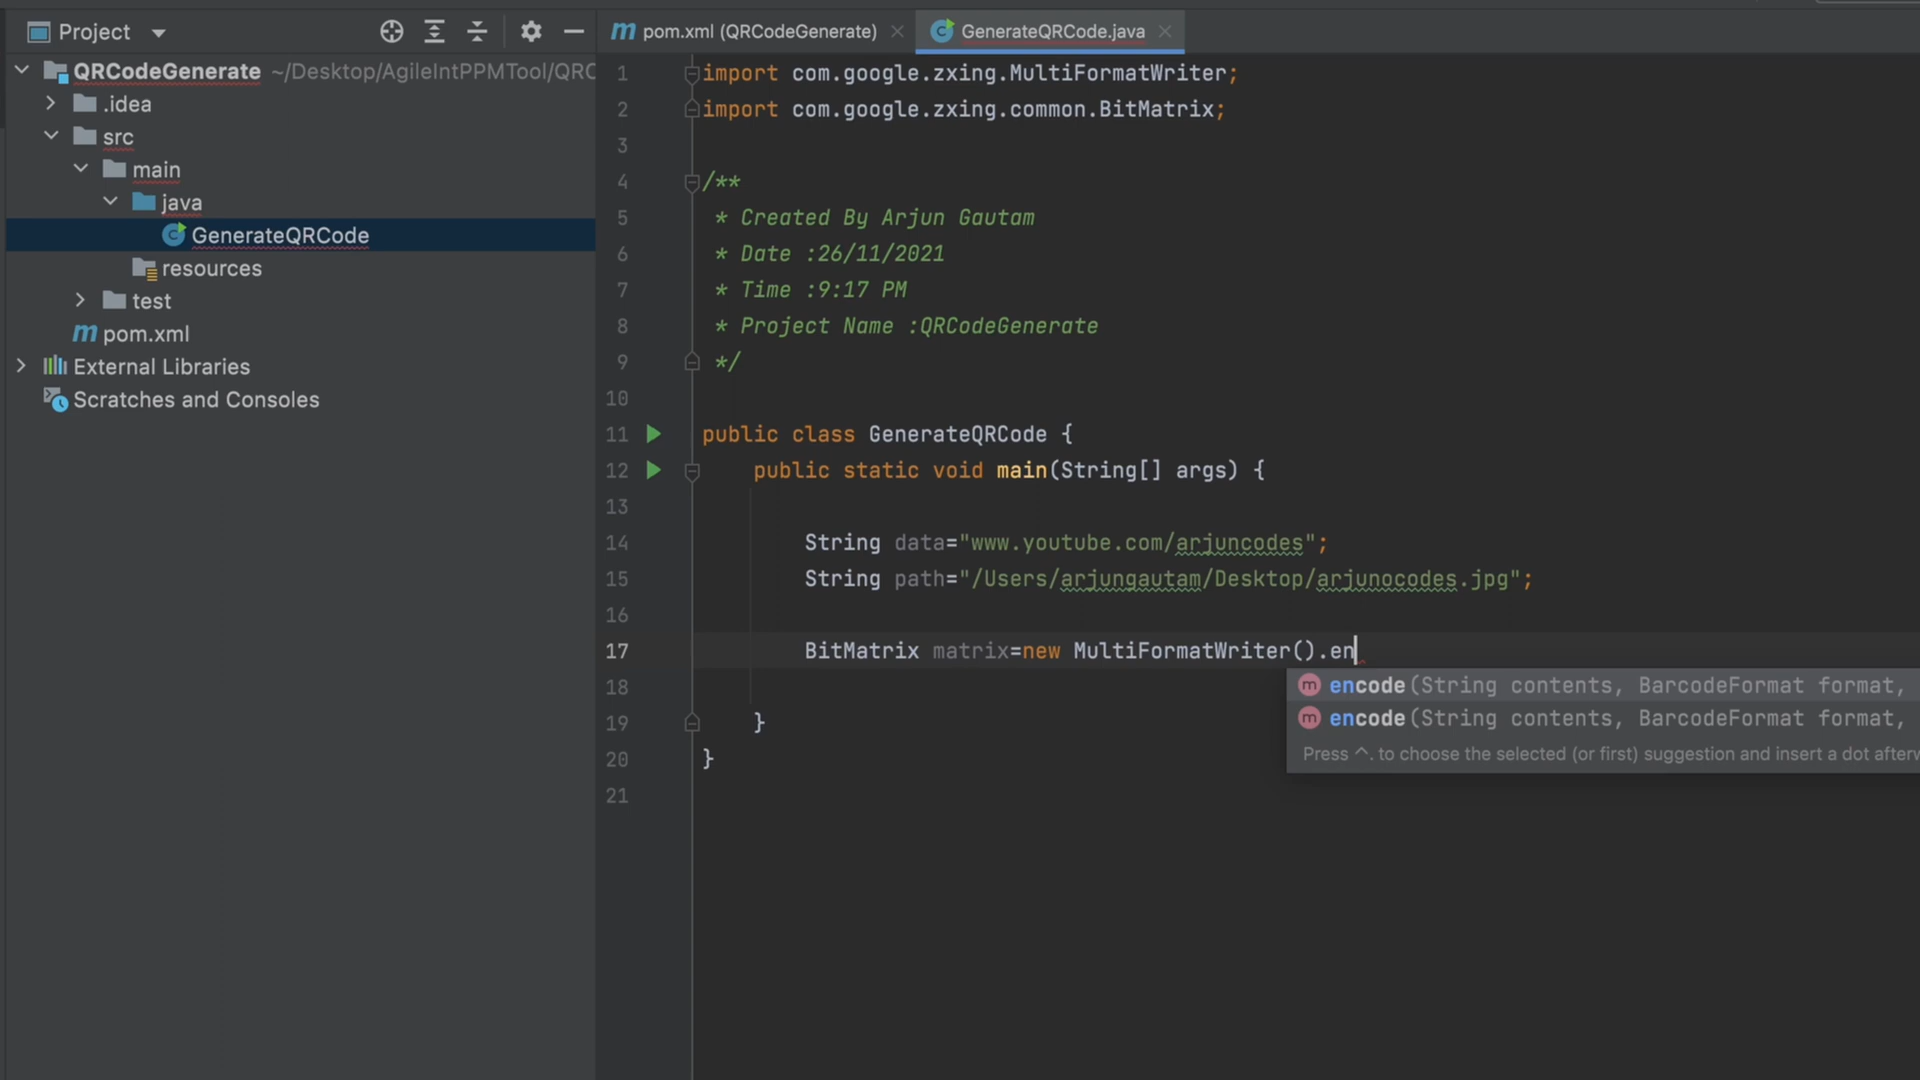 Project
pom.xml (QRCodeGenerate)
GenerateQRCode.java
QRCodeGenerate ~/Desktop/AgileIntPPMTool/QRC
.idea
src
main
java
GenerateQRCode
resources
test
pom.xml
External Libraries
Scratches and Consoles
1 import com.google.zxing.MultiFormatWriter;
2 import com.google.zxing.common.BitMatrix;
3
4 /**
5 * Created By Arjun Gautam
6 * Date :26/11/2021
7 * Time :9:17 PM
8 * Project Name :QRCodeGenerate
9 */
10
11 public class GenerateQRCode {
12 public static void main(String[] args) {
13
14 String data="www.youtube.com/arjuncodes";
15 String path="/Users/arjungautam/Desktop/arjunocodes.jpg";
16
17 BitMatrix matrix=new MultiFormatWriter().en
18
19 }
20 }
21
encode(String contents, BarcodeFormat format,
encode(String contents, BarcodeFormat format,
Press ^. to choose the selected (or first) suggestion and insert a dot afterw